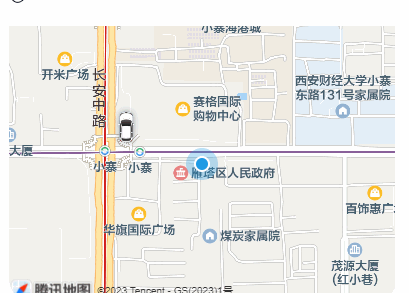 小寨海港城
开米广场
长安中路
赛格国际
购物中心
西安财经大学小寨
东路131号家属院
大厦
小寨
小寨
雁塔区人民政府
百饰惠广
华旗国际广场
煤炭家属院
茂源大厦
(红小巷)
腾讯地图
©2023 Tencent - GS(2023)1号